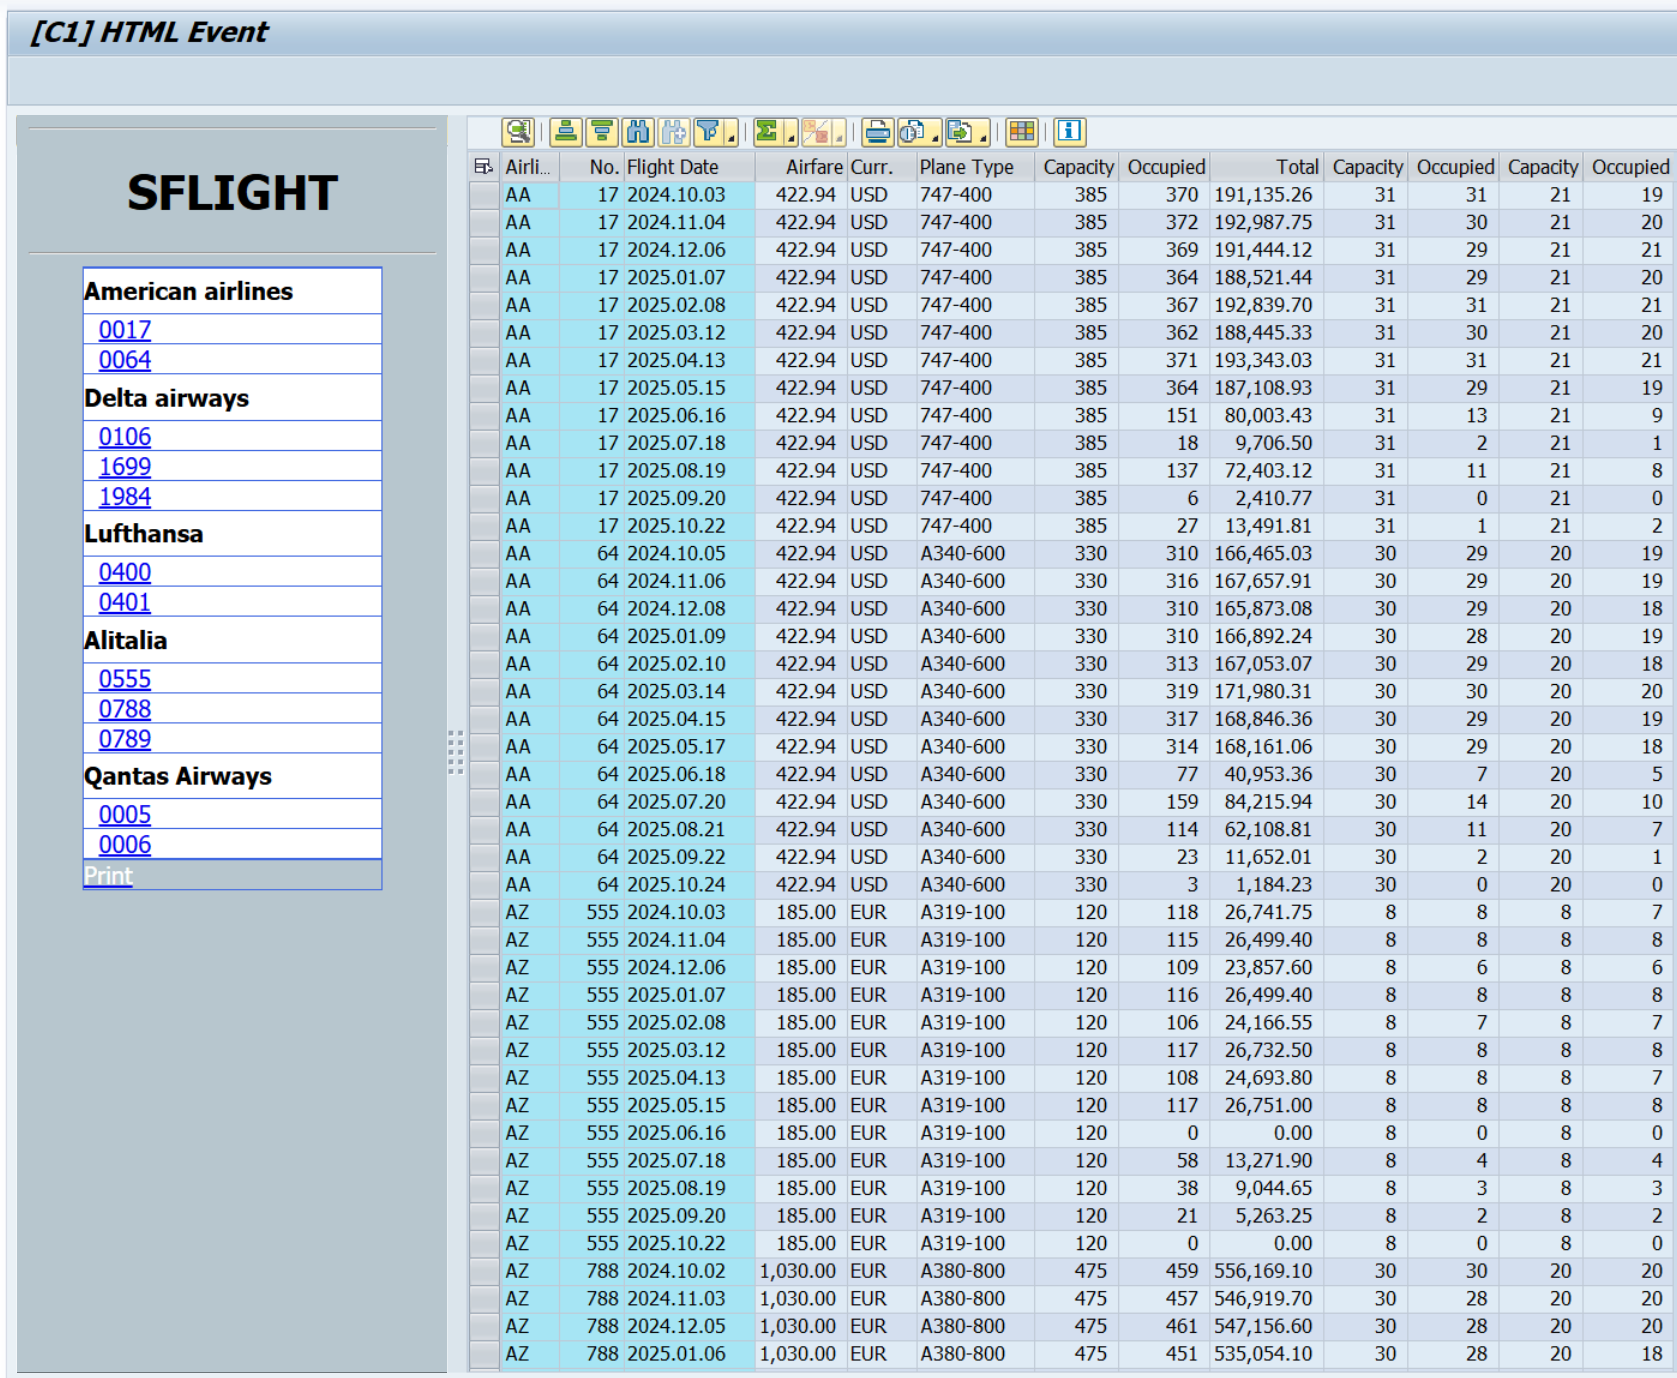 [C1] HTML Event
SFLIGHT
American airlines
0017
0064
Delta airways
0106
1699
1984
Lufthansa
0400
0401
Alitalia
0555
0788
0789
Qantas Airways
0005
0006
Print
Airli... No. Flight Date Airfare Curr. Plane Type Capacity Occupied Total Capacity Occupied Capacity Occupied
AA 17 2024.10.03 422.94 USD 747-400 385 370 191,135.26 31 31 21 19
AA 17 2024.11.04 422.94 USD 747-400 385 372 192,987.75 31 30 21 20
AA 17 2024.12.06 422.94 USD 747-400 385 369 191,444.12 31 29 21 21
AA 17 2025.01.07 422.94 USD 747-400 385 364 188,521.44 31 29 21 20
AA 17 2025.02.08 422.94 USD 747-400 385 367 192,839.70 31 31 21 21
AA 17 2025.03.12 422.94 USD 747-400 385 362 188,445.33 31 30 21 20
AA 17 2025.04.13 422.94 USD 747-400 385 371 193,343.03 31 31 21 21
AA 17 2025.05.15 422.94 USD 747-400 385 364 187,108.93 31 29 21 19
AA 17 2025.06.16 422.94 USD 747-400 385 151 80,003.43 31 13 21 9
AA 17 2025.07.18 422.94 USD 747-400 385 18 9,706.50 31 2 21 1
AA 17 2025.08.19 422.94 USD 747-400 385 137 72,403.12 31 11 21 8
AA 17 2025.09.20 422.94 USD 747-400 385 6 2,410.77 31 0 21 0
AA 17 2025.10.22 422.94 USD 747-400 385 27 13,491.81 31 1 21 2
AA 64 2024.10.05 422.94 USD A340-600 330 310 166,465.03 30 29 20 19
AA 64 2024.11.06 422.94 USD A340-600 330 316 167,657.91 30 29 20 19
AA 64 2024.12.08 422.94 USD A340-600 330 310 165,873.08 30 29 20 18
AA 64 2025.01.09 422.94 USD A340-600 330 310 166,892.24 30 28 20 19
AA 64 2025.02.10 422.94 USD A340-600 330 313 167,053.07 30 29 20 18
AA 64 2025.03.14 422.94 USD A340-600 330 319 171,980.31 30 30 20 20
AA 64 2025.04.15 422.94 USD A340-600 330 317 168,846.36 30 29 20 19
AA 64 2025.05.17 422.94 USD A340-600 330 314 168,161.06 30 29 20 18
AA 64 2025.06.18 422.94 USD A340-600 330 77 40,953.36 30 7 20 5
AA 64 2025.07.20 422.94 USD A340-600 330 159 84,215.94 30 14 20 10
AA 64 2025.08.21 422.94 USD A340-600 330 114 62,108.81 30 11 20 7
AA 64 2025.09.22 422.94 USD A340-600 330 23 11,652.01 30 2 20 1
AA 64 2025.10.24 422.94 USD A340-600 330 3 1,184.23 30 0 20 0
AZ 555 2024.10.03 185.00 EUR A319-100 120 118 26,741.75 8 8 8 7
AZ 555 2024.11.04 185.00 EUR A319-100 120 115 26,499.40 8 8 8 8
AZ 555 2024.12.06 185.00 EUR A319-100 120 109 23,857.60 8 6 8 6
AZ 555 2025.01.07 185.00 EUR A319-100 120 116 26,499.40 8 8 8 8
AZ 555 2025.02.08 185.00 EUR A319-100 120 106 24,166.55 8 7 8 7
AZ 555 2025.03.12 185.00 EUR A319-100 120 117 26,732.50 8 8 8 8
AZ 555 2025.04.13 185.00 EUR A319-100 120 108 24,693.80 8 8 8 7
AZ 555 2025.05.15 185.00 EUR A319-100 120 117 26,751.00 8 8 8 8
AZ 555 2025.06.16 185.00 EUR A319-100 120 0 0.00 8 0 8 0
AZ 555 2025.07.18 185.00 EUR A319-100 120 58 13,271.90 8 4 8 4
AZ 555 2025.08.19 185.00 EUR A319-100 120 38 9,044.65 8 3 8 3
AZ 555 2025.09.20 185.00 EUR A319-100 120 21 5,263.25 8 2 8 2
AZ 555 2025.10.22 185.00 EUR A319-100 120 0 0.00 8 0 8 0
AZ 788 2024.10.02 1,030.00 EUR A380-800 475 459 556,169.10 30 30 20 20
AZ 788 2024.11.03 1,030.00 EUR A380-800 475 457 546,919.70 30 28 20 20
AZ 788 2024.12.05 1,030.00 EUR A380-800 475 461 547,156.60 30 28 20 20
AZ 788 2025.01.06 1,030.00 EUR A380-800 475 451 535,054.10 30 28 20 18